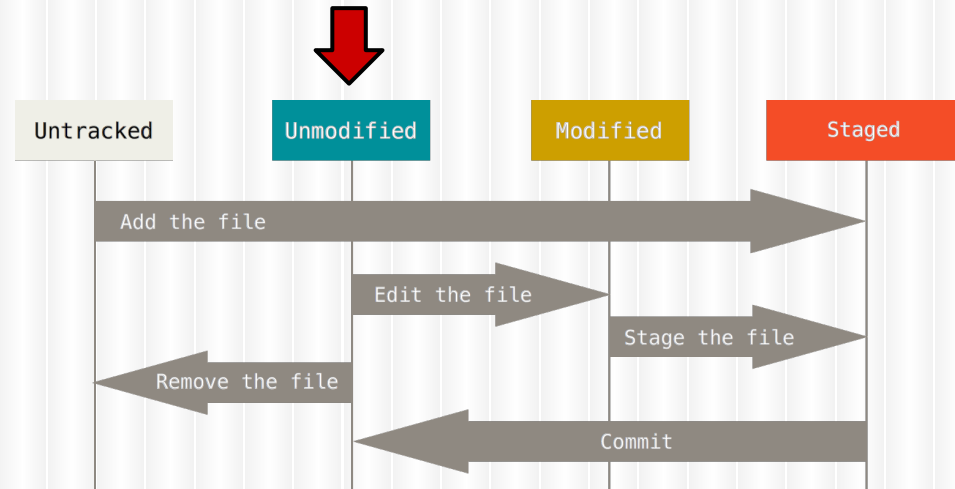 Untracked
Unmodified
Modified
Staged
Add the file
Edit the file
Stage the file
Remove the file
Commit